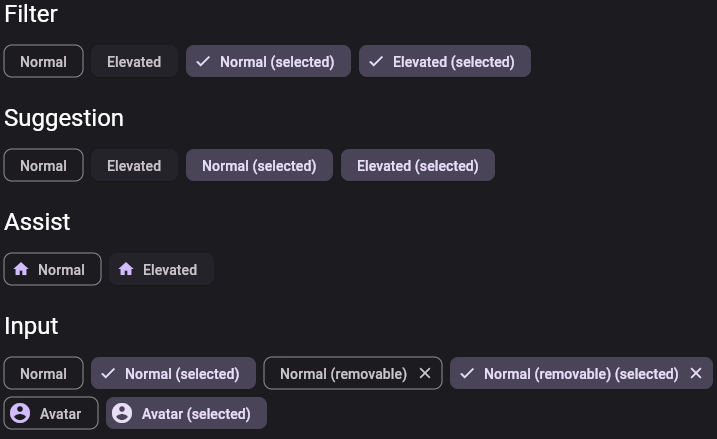 Filter
Normal Elevated Normal (selected) Elevated (selected)
Suggestion
Normal Elevated Normal (selected) Elevated (selected)
Assist
Normal Elevated
Input
Normal Normal (selected) Normal (removable) Normal (removable) (selected)
Avatar Avatar (selected)